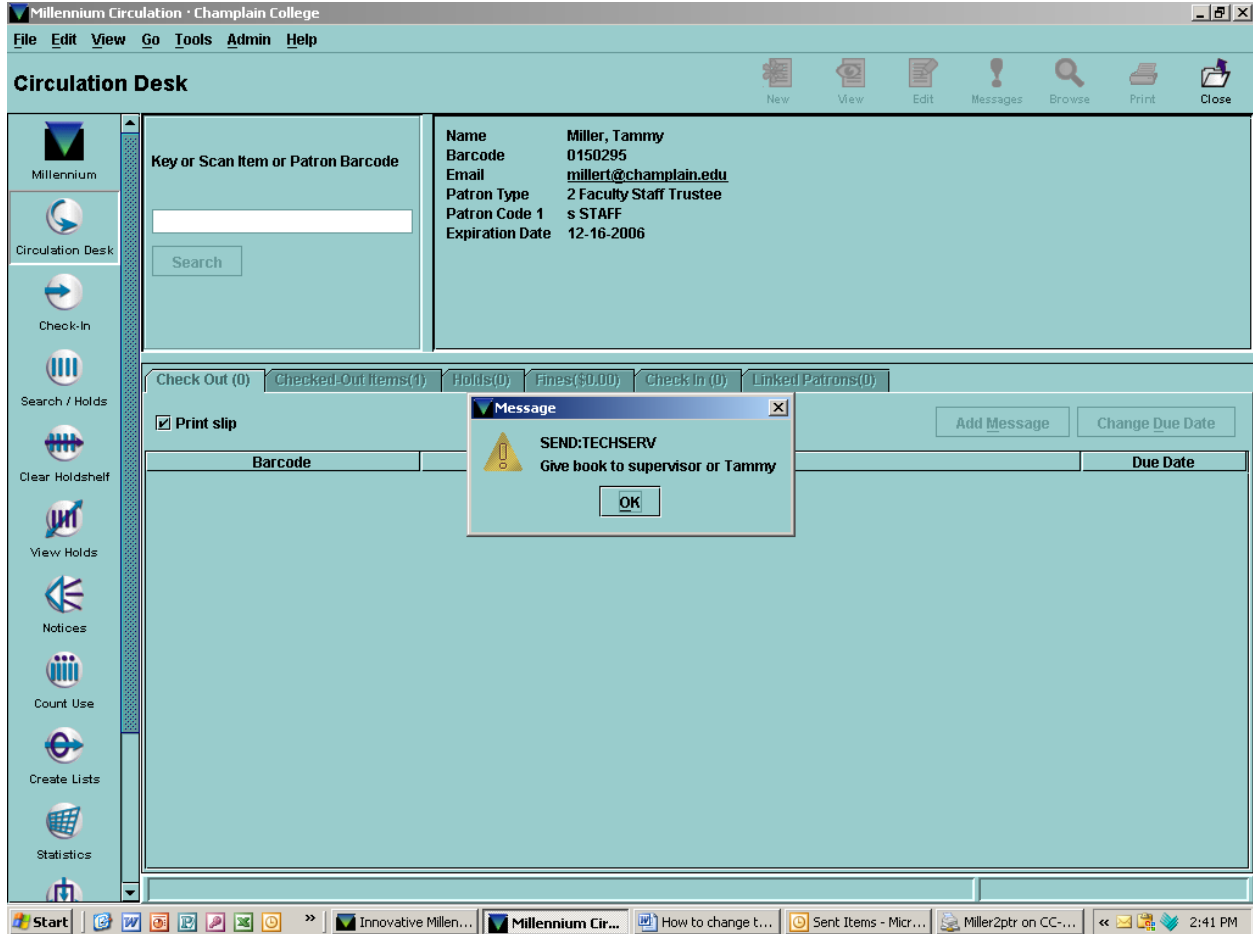 Millennium Circulation · Champlain College
File Edit View Go Tools Admin Help
Circulation Desk
New View Edit Messages Browse Print Close
Millennium
Circulation Desk
Check-In
Search / Holds
Clear Holdshelf
View Holds
Notices
Count Use
Create Lists
Statistics
Key or Scan Item or Patron Barcode
Search
Name Miller, Tammy
Barcode 0150295
Email millert@champlain.edu
Patron Type 2 Faculty Staff Trustee
Patron Code 1 s STAFF
Expiration Date 12-16-2006
Check Out (0) Checked-Out Items(1) Holds(0) Fines($0.00) Check In (0) Linked Patrons(0)
Print slip
Add Message Change Due Date
Barcode Due Date
Message
SEND:TECHSERV
Give book to supervisor or Tammy
OK
Start Innovative Millen... Millennium Cir... How to change t... Sent Items - Micr... Miller2ptr on CC-... 2:41 PM